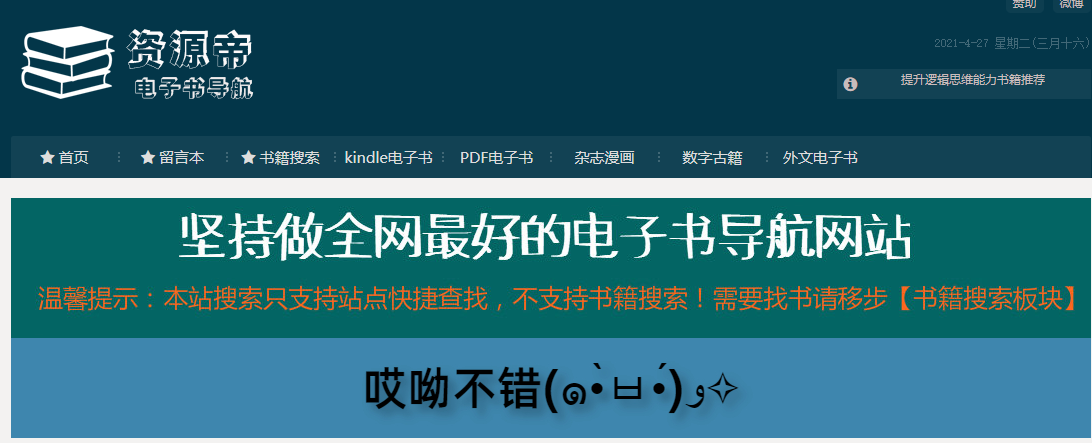 赞助 微博
资源帝
电子书导航
2021-4-27 星期二(三月十六)
提升逻辑思维能力书籍推荐
首页 留言本 书籍搜索 kindle电子书 PDF电子书 杂志漫画 数字古籍 外文电子书
坚持做全网最好的电子书导航网站
温馨提示：本站搜索只支持站点快捷查找，不支持书籍搜索！需要找书请移步【书籍搜索板块】
哎呦不错(๑•̀ㅂ•́)و✧